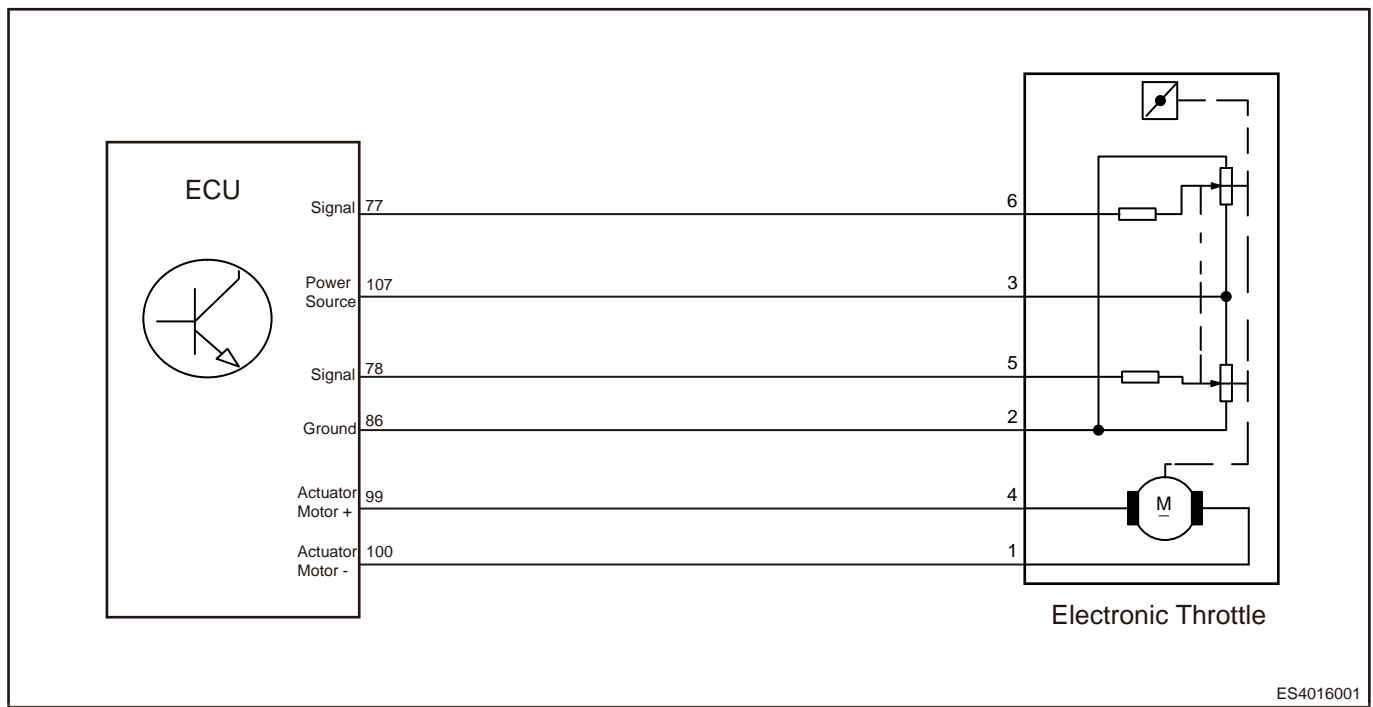 ECU
Signal 77 6
Power
Source 107 3
Signal 78 5
Ground 86 2
Actuator
Motor + 99 4
Actuator
Motor - 100 1
M
Electronic Throttle
ES4016001